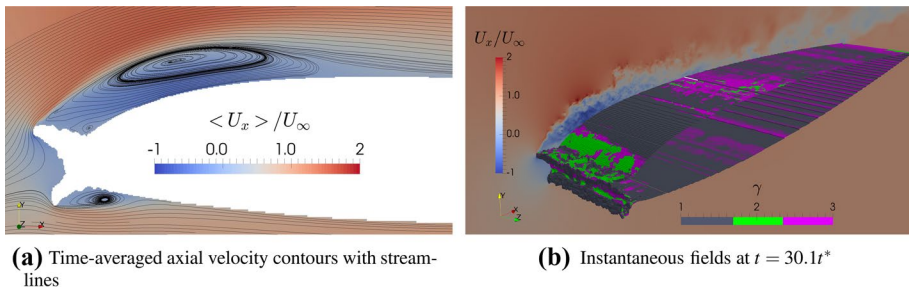 < U_x > /U_∞
-1 0.0 1 2
Y
Z X
U_x/U_∞
2.0
1.0
0.0
-1
Y
X
Z
γ
1 2 3
(a) Time-averaged axial velocity contours with stream-
lines
(b) Instantaneous fields at t = 30.1t*